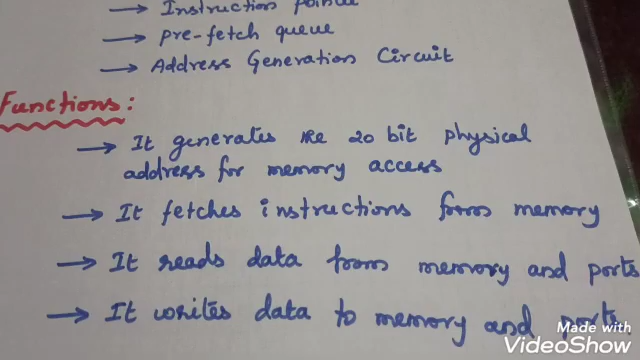 → Instruction Pointer
→ Pre-fetch queue
→ Address Generation Circuit
Functions:
→ It generates the 20 bit physical
address for memory access
→ It fetches instructions from memory
→ It reads data from memory and ports
→ It writes data to memory and ports
Made with
VideoShow